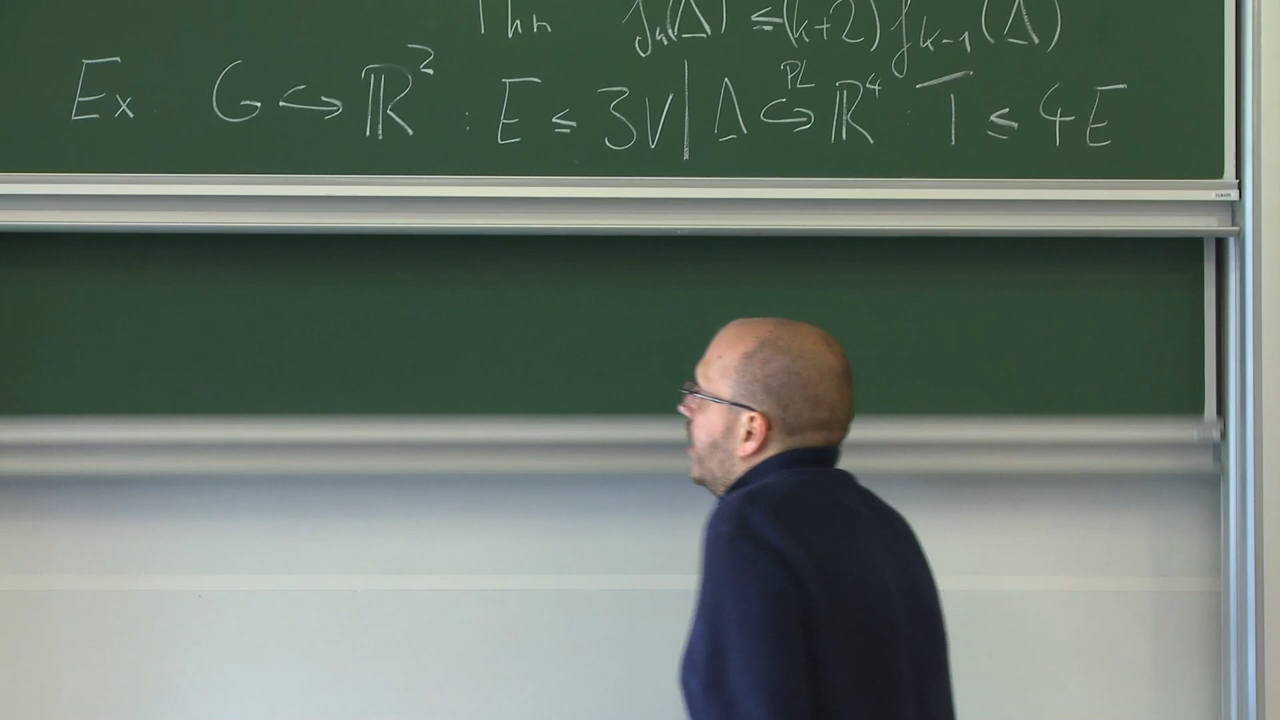 Thm f_k(Δ) ≤ (k+2) f_{k-1}(Δ)
Ex. G ↪ ℝ² : E ≤ 3V | Δ ↪^{PL} ℝ⁴ : T ≤ 4E